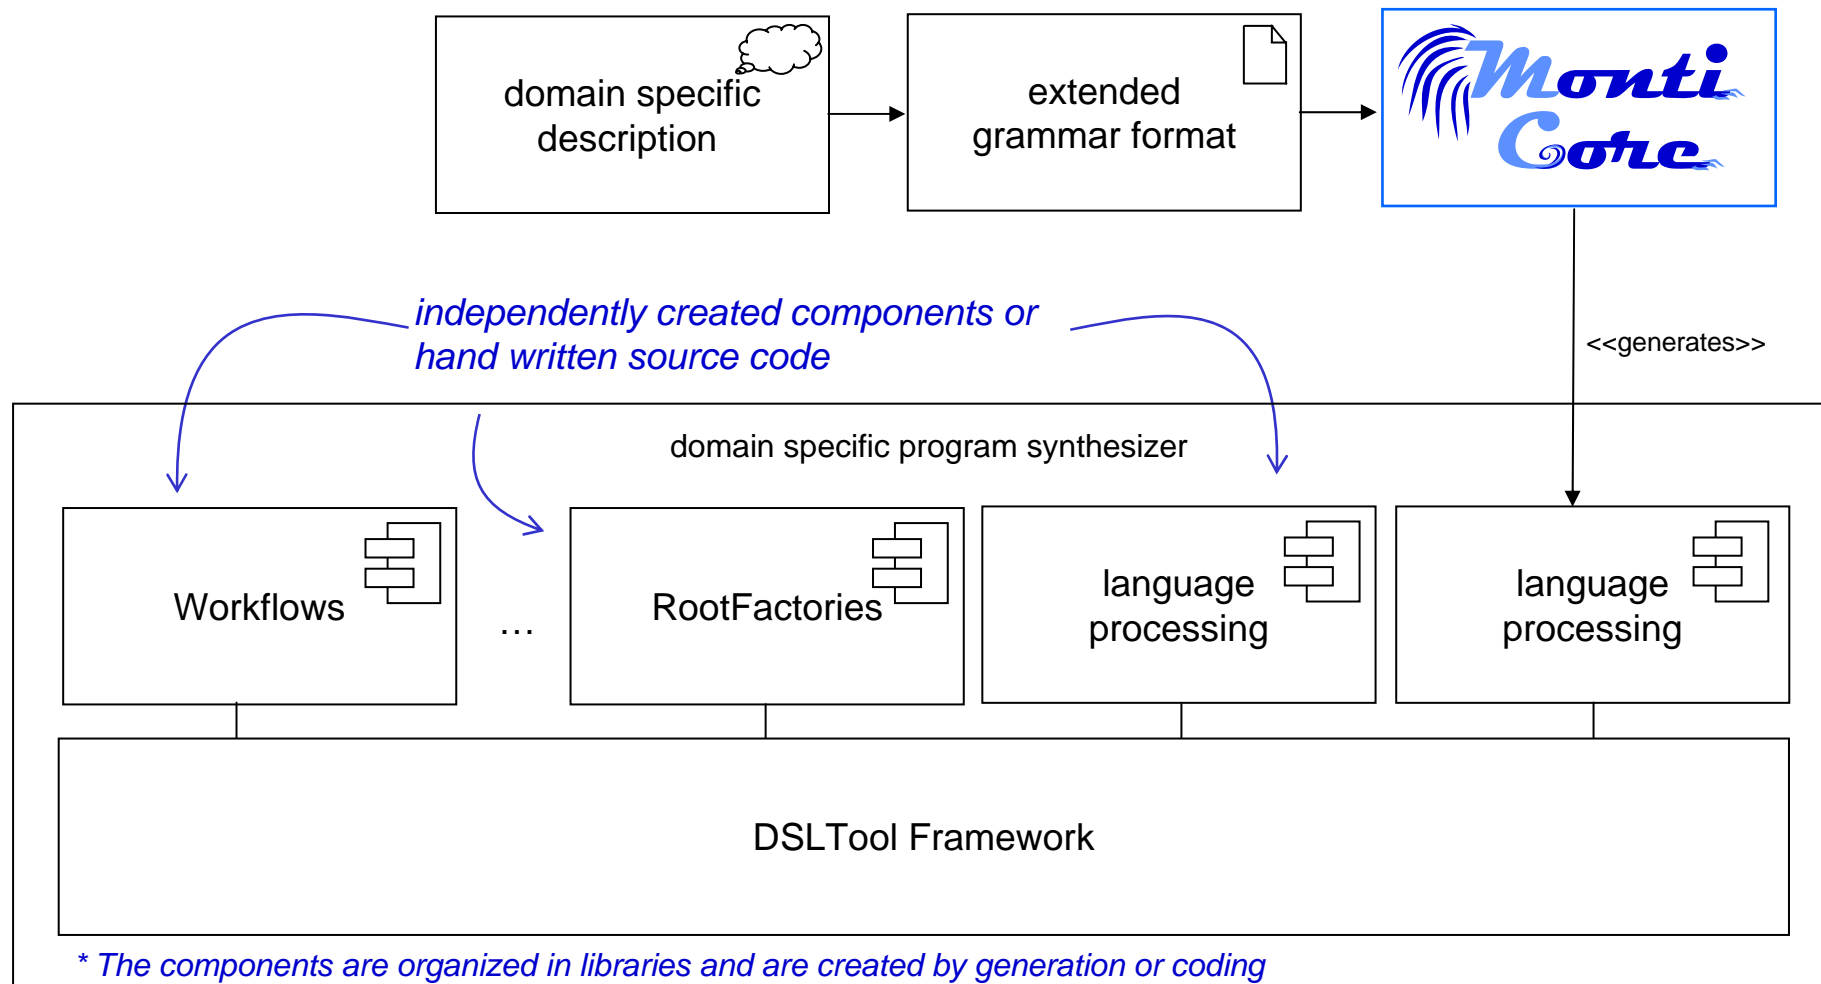 domain specific
description
extended
grammar format
Monti
Core
independently created components or
hand written source code
<<generates>>
domain specific program synthesizer
Workflows
...
RootFactories
language
processing
language
processing
DSLTool Framework
* The components are organized in libraries and are created by generation or coding